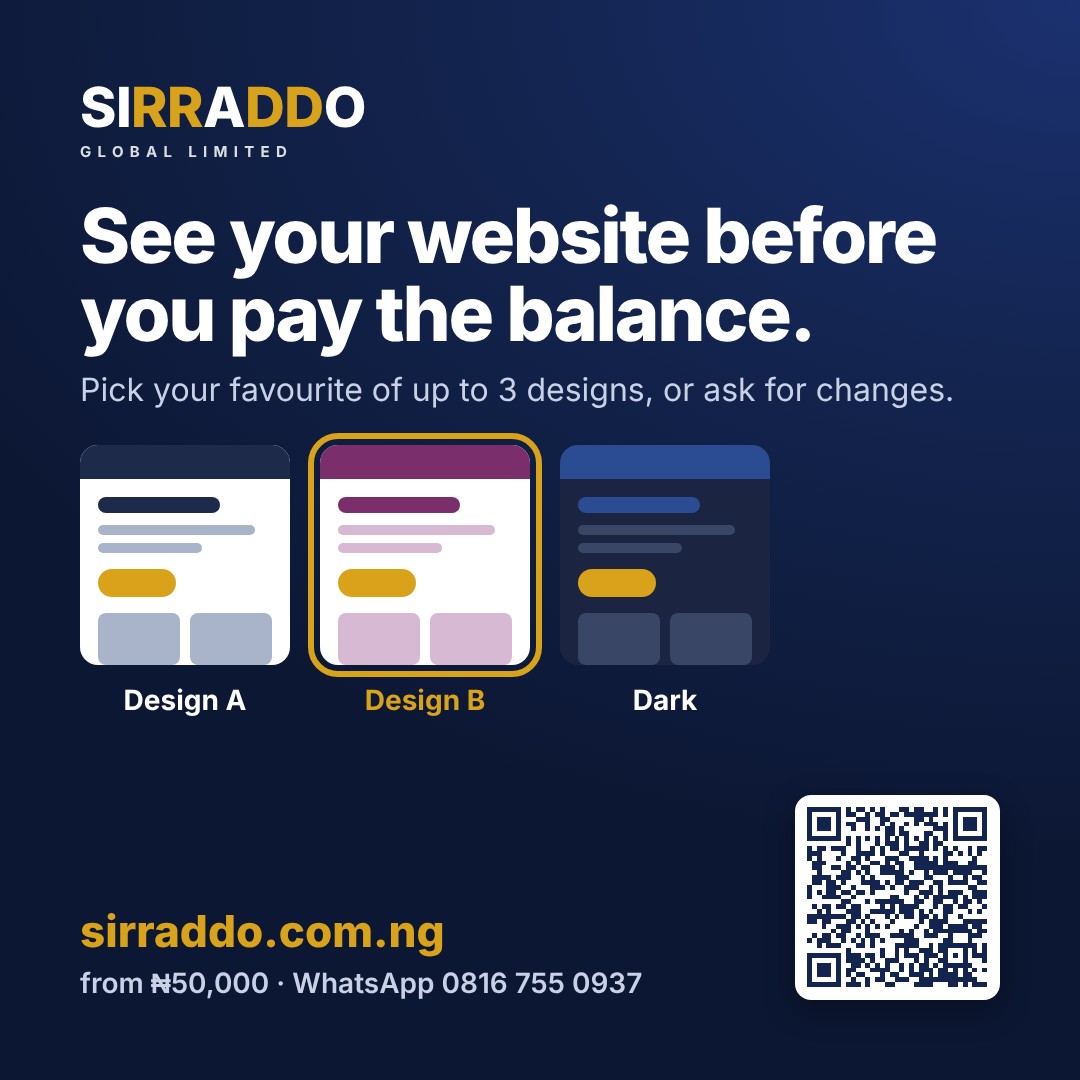 SIRRADDO
GLOBAL LIMITED
See your website before
you pay the balance.
Pick your favourite of up to 3 designs, or ask for changes.
Design A
Design B
Dark
sirraddo.com.ng
from ₦50,000 · WhatsApp 0816 755 0937